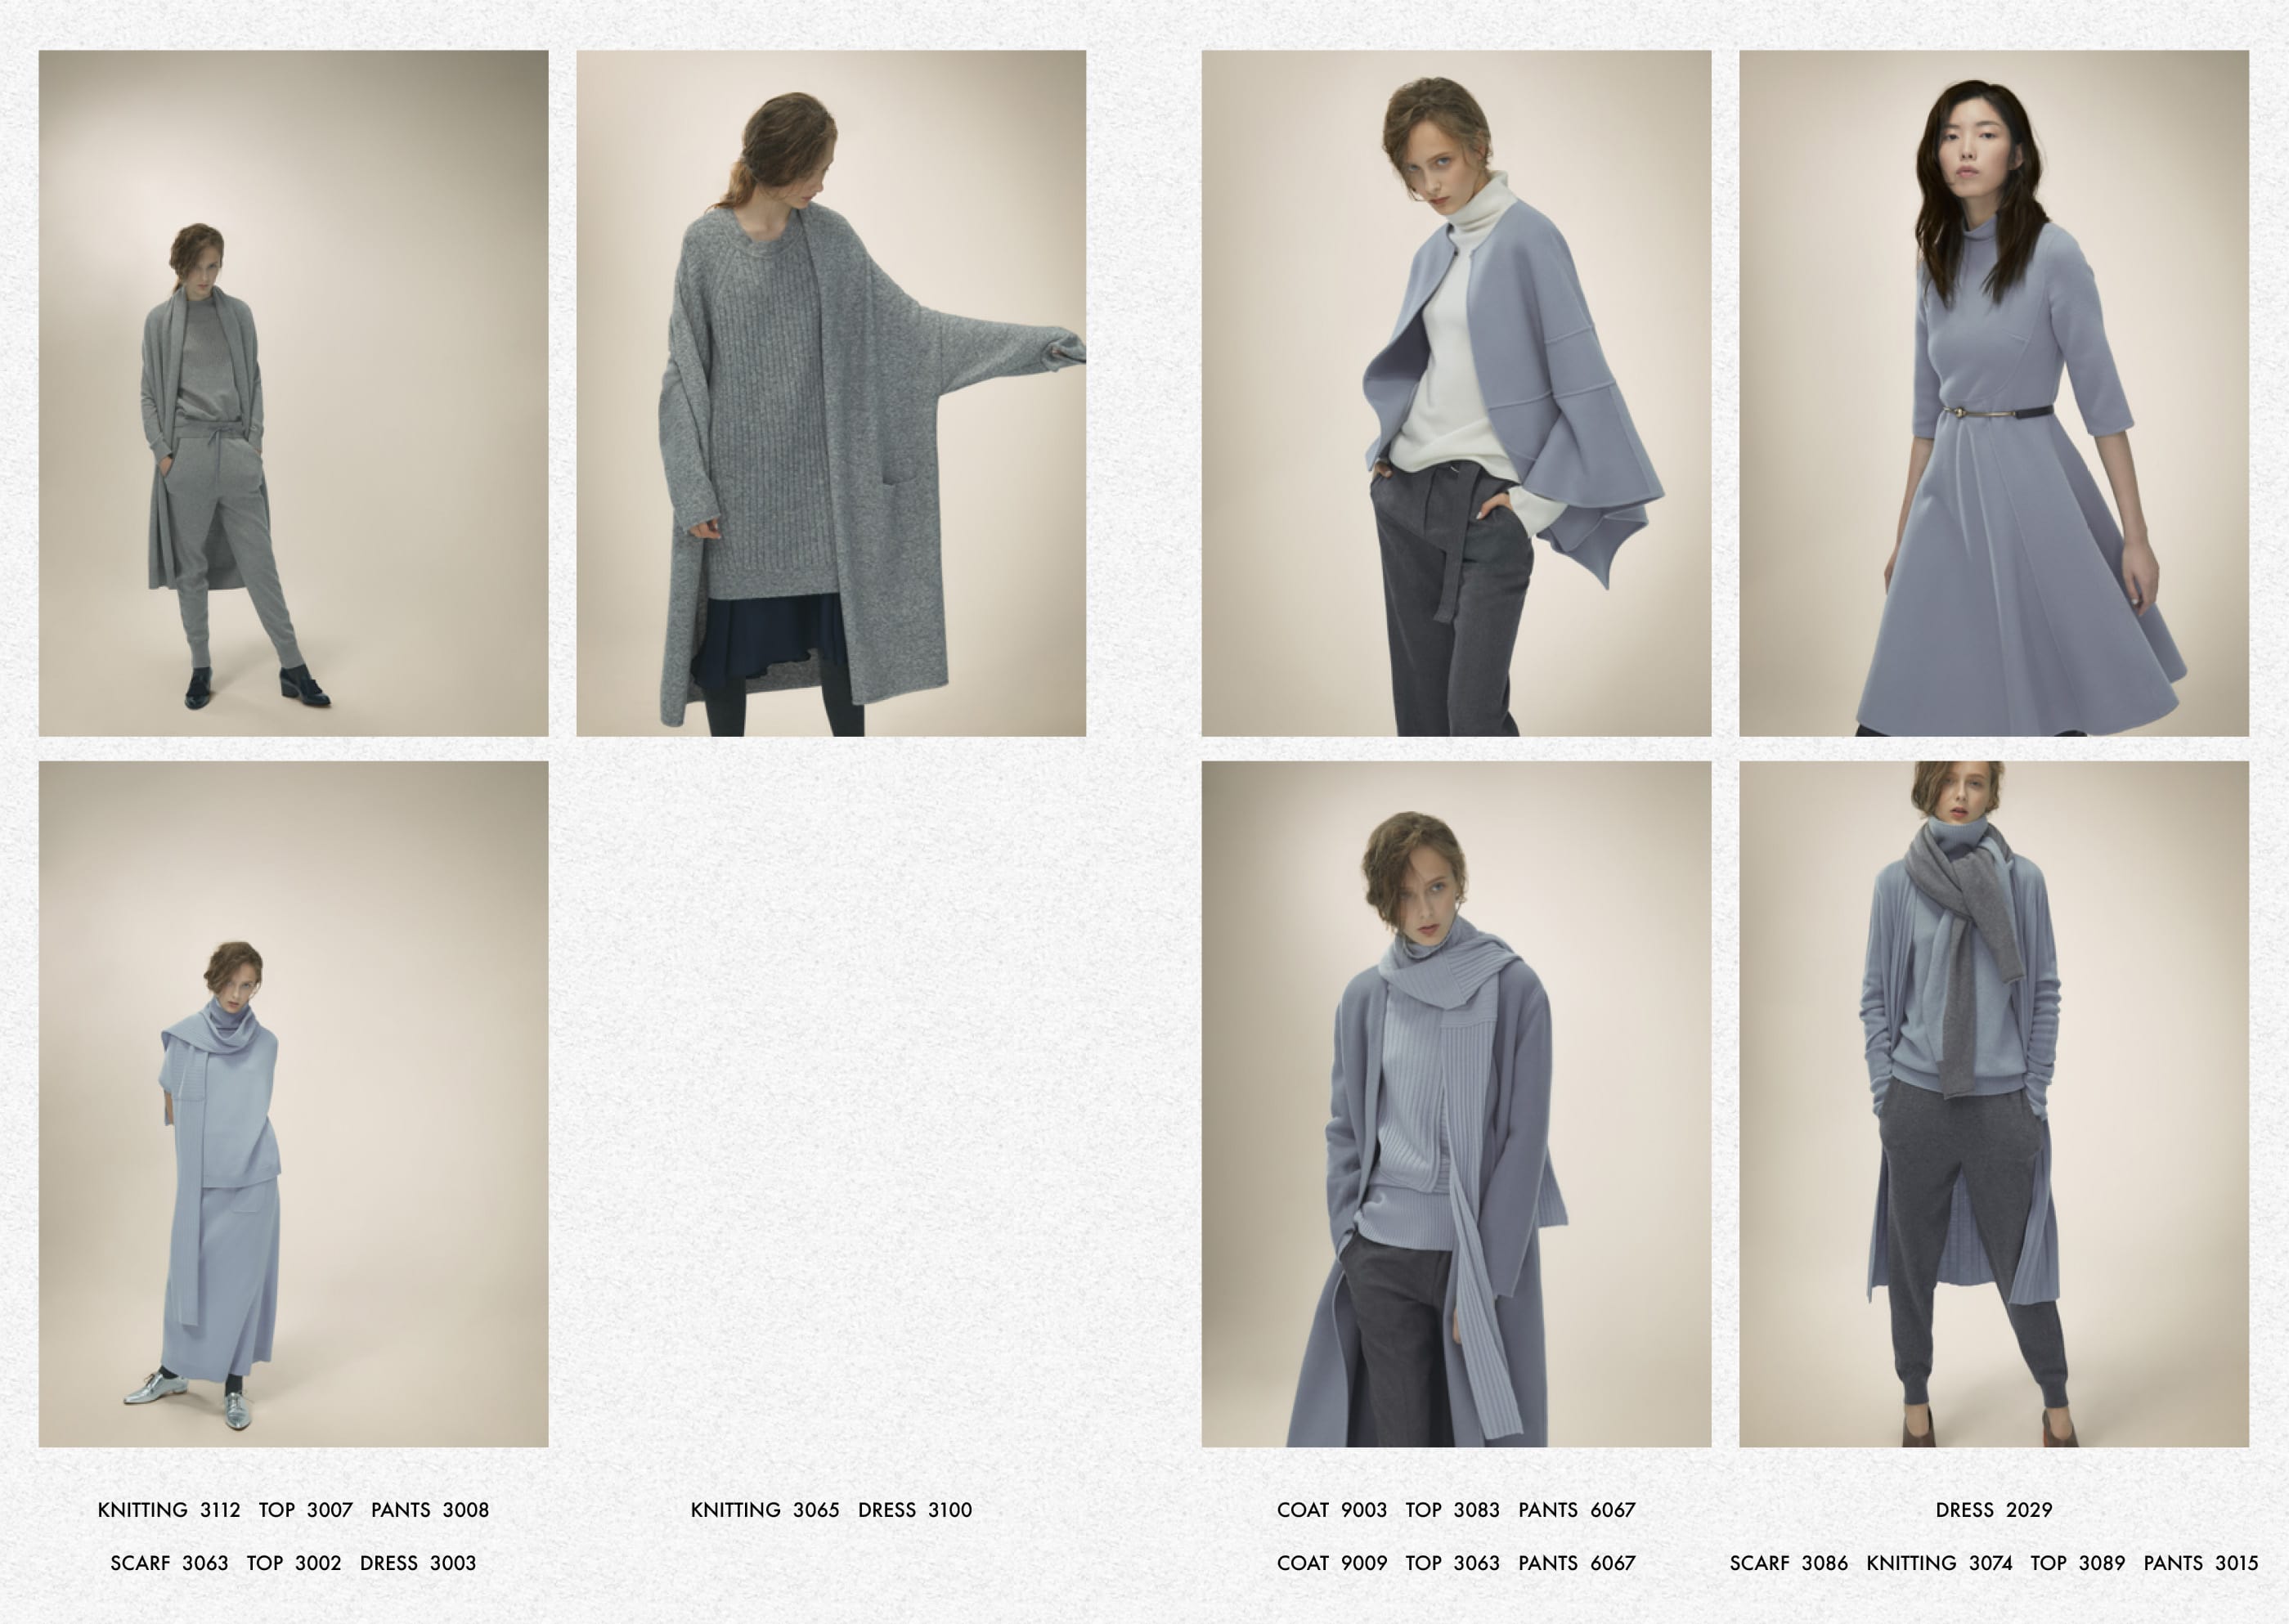 KNITTING 3112 TOP 3007 PANTS 3008
SCARF 3063 TOP 3002 DRESS 3003
KNITTING 3065 DRESS 3100
COAT 9003 TOP 3083 PANTS 6067
COAT 9009 TOP 3063 PANTS 6067
DRESS 2029
SCARF 3086 KNITTING 3074 TOP 3089 PANTS 3015